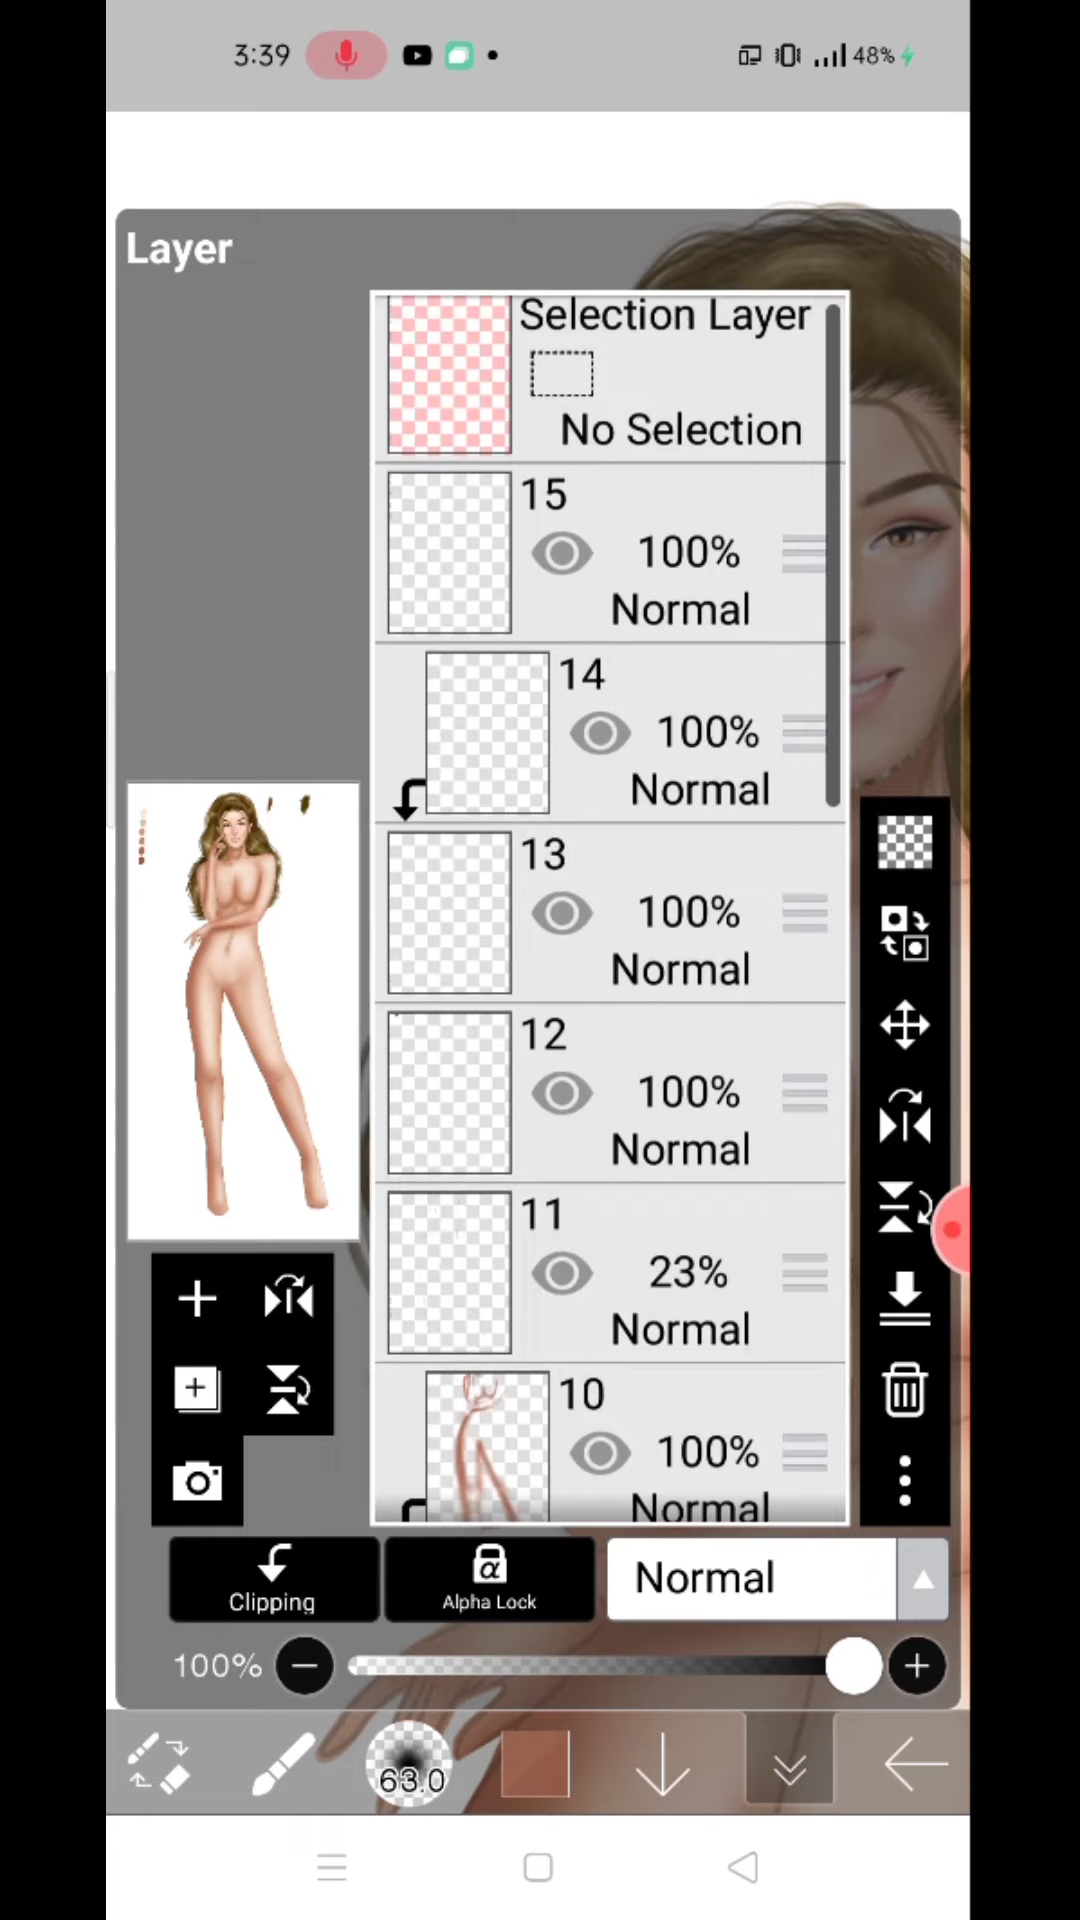 3:39
48%
Layer
Selection Layer
No Selection
15
100%
Normal
14
100%
Normal
13
100%
Normal
12
100%
Normal
11
23%
Normal
10
100%
Normal
Clipping
α
Alpha Lock
Normal
100%
63.0